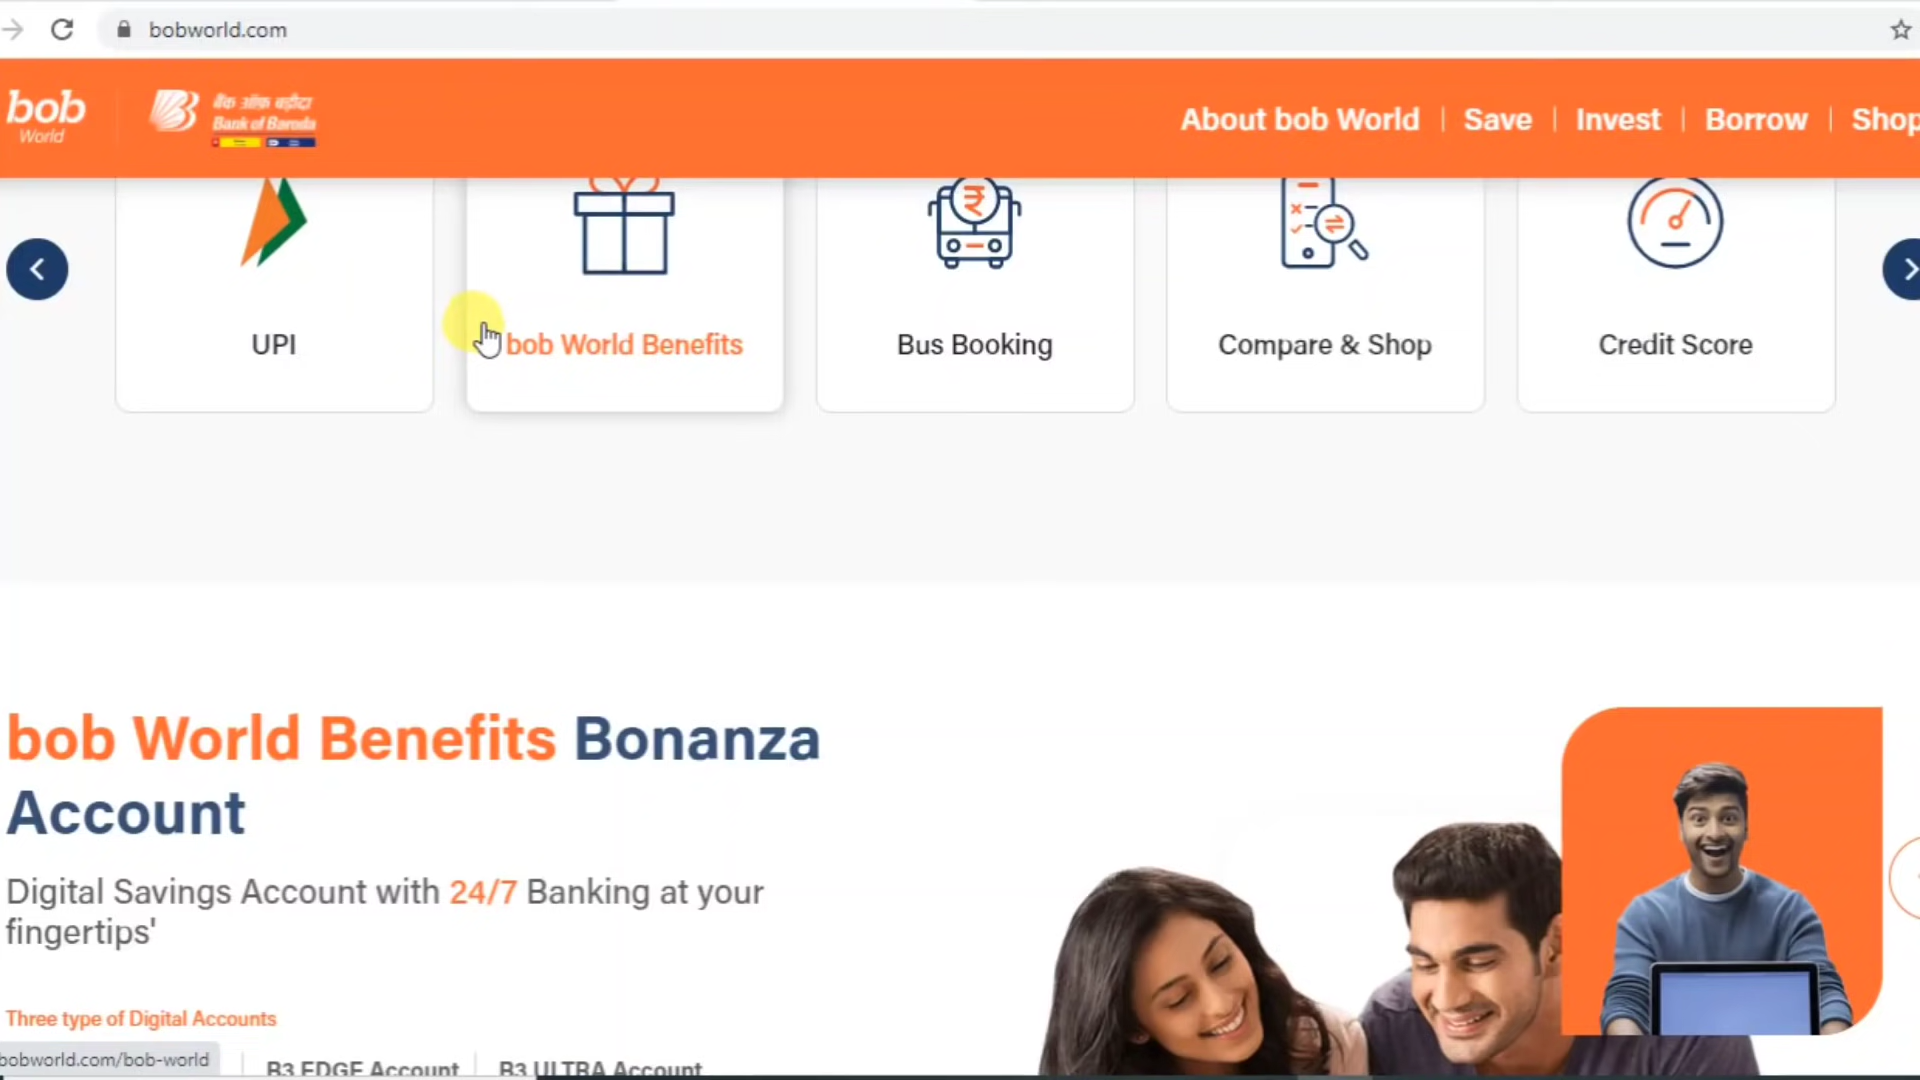 bobworld.com
bob
World
बैंक ऑफ़ बड़ौदा
Bank of Baroda
About bob World
Save
Invest
Borrow
Shop
UPI
bob World Benefits
Bus Booking
Compare & Shop
Credit Score
bob World Benefits Bonanza
Account
Digital Savings Account with 24/7 Banking at your
fingertips'
Three type of Digital Accounts
bobworld.com/bob-world
B3 EDGE Account
B3 ULTRA Account